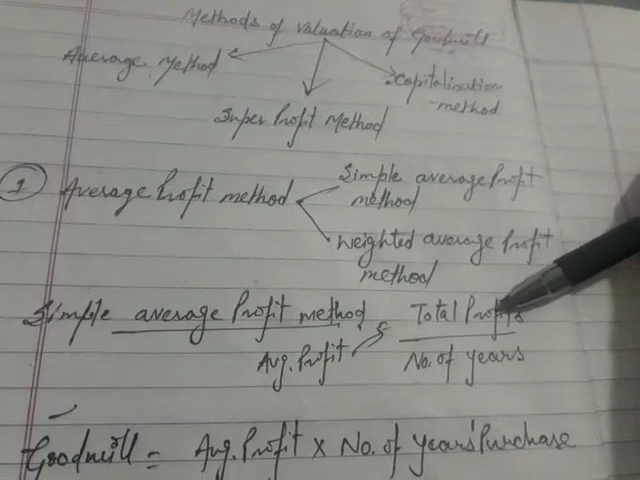 Methods of valuation of Goodwill
Average Method
Capitalisation
method
Super Profit Method
1 Average Profit method
Simple average Profit
method
Weighted average Profit
method
Simple average Profit method
Avg. Profit = Total Profits
No. of years
Goodwill = Avg. Profit X No. of years' Purchase